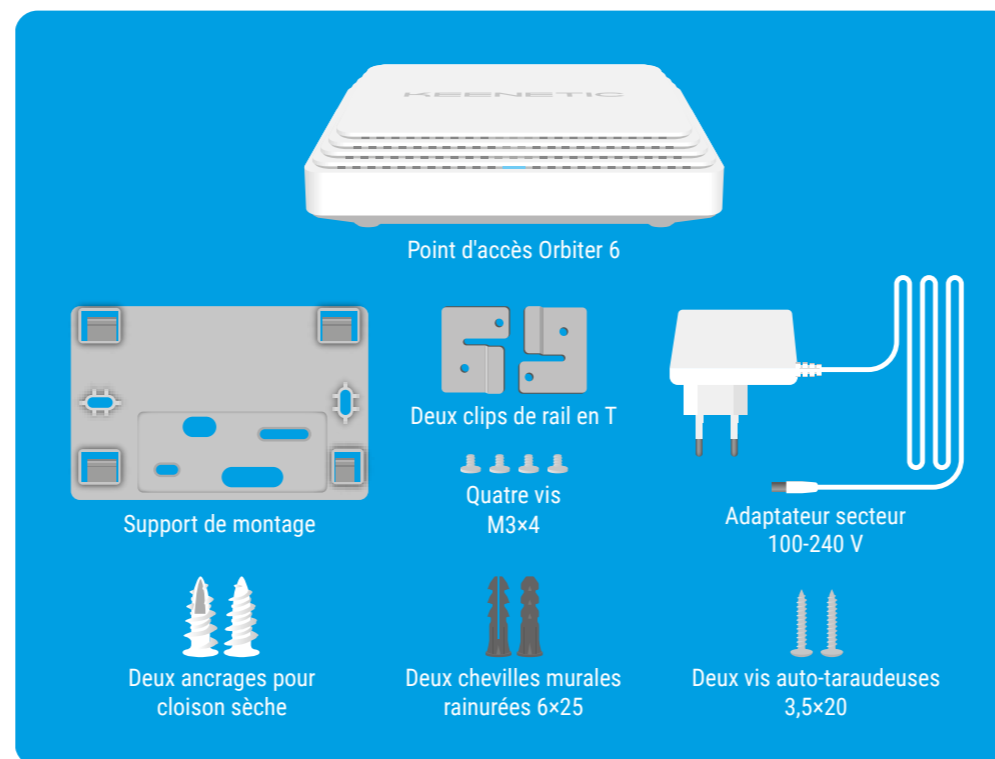 KEENETIC
Point d'accès Orbiter 6
Deux clips de rail en T
Support de montage
Quatre vis
M3×4
Adaptateur secteur
100-240 V
Deux ancrages pour
cloison sèche
Deux chevilles murales
rainurées 6×25
Deux vis auto-taraudeuses
3,5×20